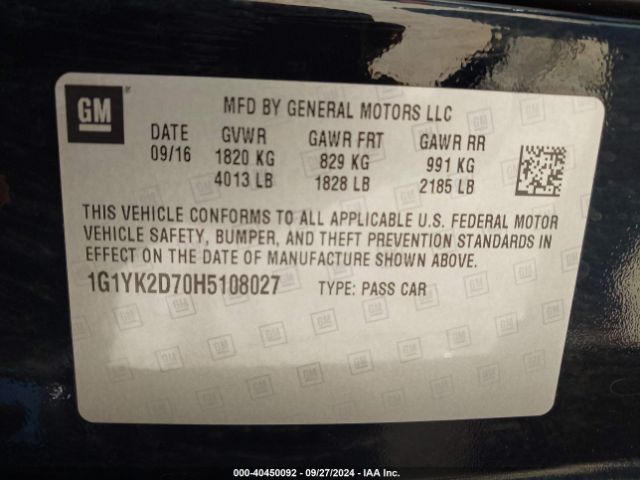 GM
MFD BY GENERAL MOTORS LLC
DATE GVWR GAWR FRT GAWR RR
09/16 1820 KG 829 KG 991 KG
4013 LB 1828 LB 2185 LB
THIS VEHICLE CONFORMS TO ALL APPLICABLE U.S. FEDERAL MOTOR
VEHICLE SAFETY, BUMPER, AND THEFT PREVENTION STANDARDS IN
EFFECT ON THE DATE OF MANUFACTURE SHOWN ABOVE.
1G1YK2D70H5108027 TYPE: PASS CAR
000-40450092 - 09/27/2024 - IAA Inc.